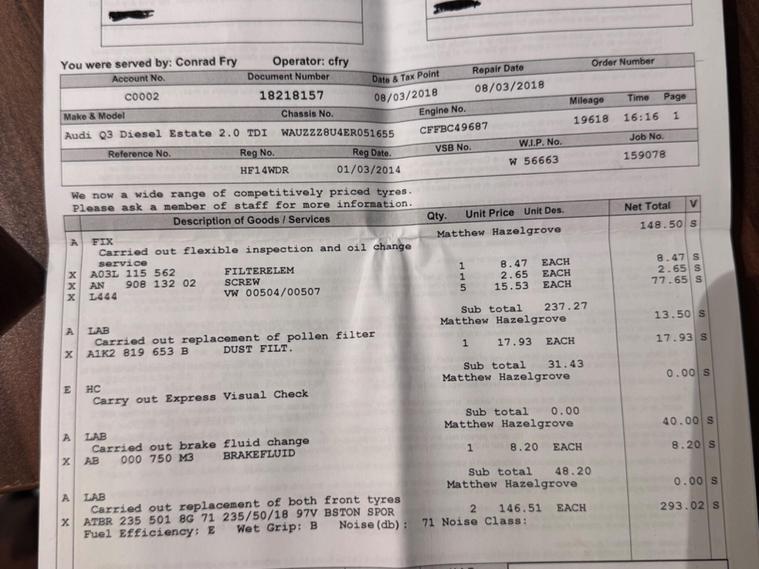 You were served by: Conrad Fry Operator: cfry
Account No. Document Number Date & Tax Point Repair Date Order Number
C0002 18218157 08/03/2018 08/03/2018
Make & Model Chassis No. Engine No. Mileage Time Page
Audi Q3 Diesel Estate 2.0 TDI WAUZZZ8U4ER051655 CFFBC49687 19618 16:16 1
Reference No. Reg No. Reg Date. VSB No. W.I.P. No. Job No.
HF14WDR 01/03/2014 W 56663 159078
We now a wide range of competitively priced tyres.
Please ask a member of staff for more information.
Description of Goods / Services Qty. Unit Price Unit Des. Net Total V
A FIX Matthew Hazelgrove 148.50 S
Carried out flexible inspection and oil change
service
X A03L 115 562 FILTERELEM 1 8.47 EACH 8.47 S
X AN 908 132 02 SCREW 1 2.65 EACH 2.65 S
X L444 VW 00504/00507 5 15.53 EACH 77.65 S
Sub total 237.27
A LAB Matthew Hazelgrove 13.50 S
Carried out replacement of pollen filter
X A1K2 819 653 B DUST FILT. 1 17.93 EACH 17.93 S
Sub total 31.43
E HC Matthew Hazelgrove 0.00 S
Carry out Express Visual Check
Sub total 0.00
A LAB Matthew Hazelgrove 40.00 S
Carried out brake fluid change
X AB 000 750 M3 BRAKEFLUID 1 8.20 EACH 8.20 S
Sub total 48.20
A LAB Matthew Hazelgrove 0.00 S
Carried out replacement of both front tyres
X ATBR 235 501 8G 71 235/50/18 97V BSTON SPOR 2 146.51 EACH 293.02 S
Fuel Efficiency: E Wet Grip: B Noise(db): 71 Noise Class: